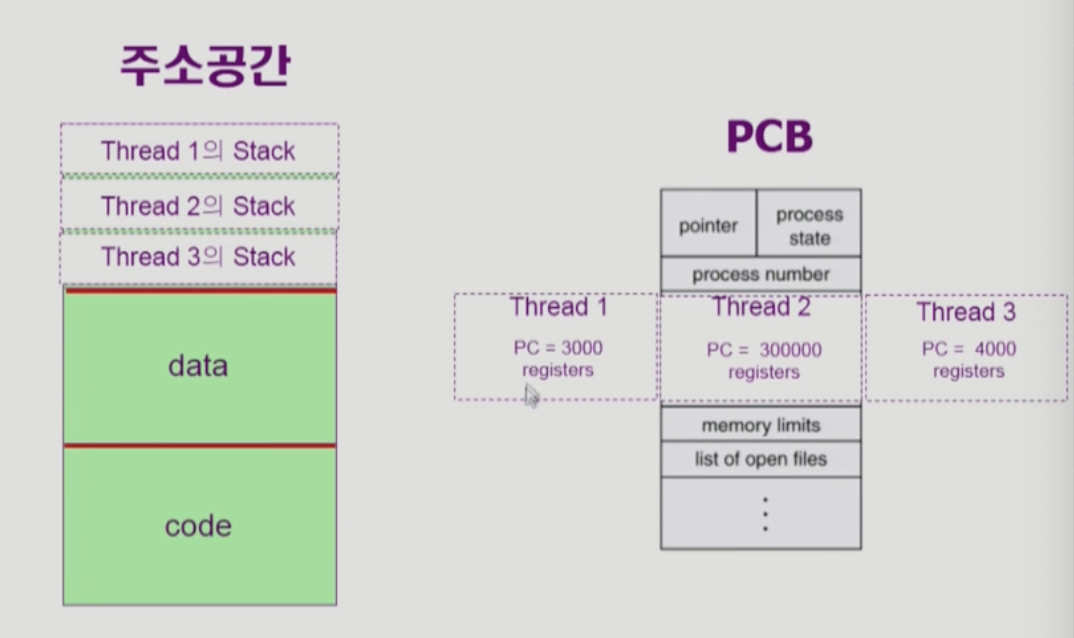 주소공간
Thread 1의 Stack
Thread 2의 Stack
Thread 3의 Stack
data
code
PCB
pointer
process
state
process number
Thread 1
PC = 3000
registers
Thread 2
PC = 300000
registers
Thread 3
PC = 4000
registers
memory limits
list of open files